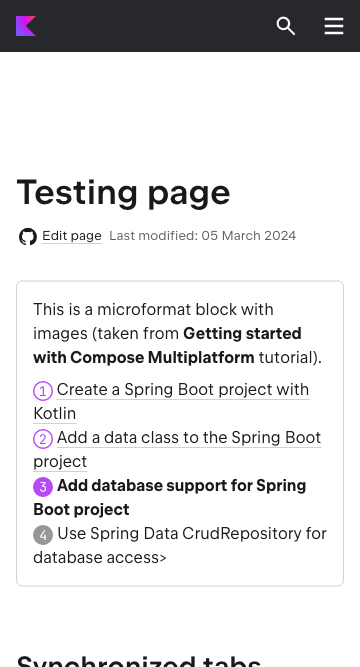 Testing page
Edit page Last modified: 05 March 2024
This is a microformat block with
images (taken from Getting started
with Compose Multiplatform tutorial).
1 Create a Spring Boot project with
Kotlin
2 Add a data class to the Spring Boot
project
3 Add database support for Spring
Boot project
4 Use Spring Data CrudRepository for
database access>
Synchronized tabs